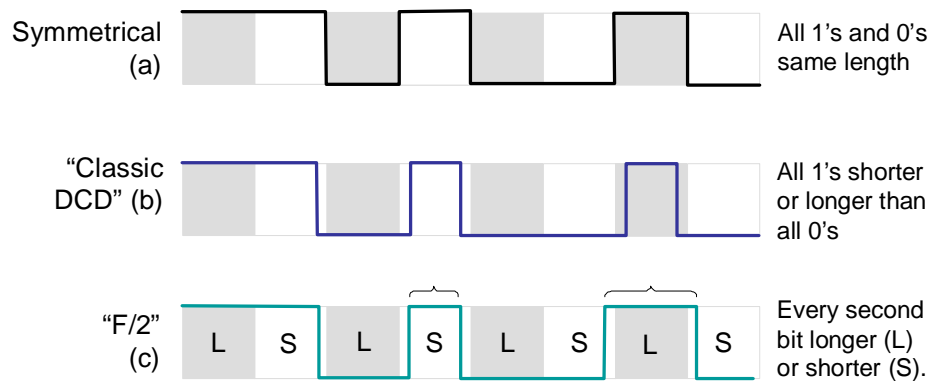 Symmetrical
(a)
All 1’s and 0’s
same length
“Classic
DCD” (b)
All 1’s shorter
or longer than
all 0’s
“F/2”
(c)
L S L S L S L S
Every second
bit longer (L)
or shorter (S).